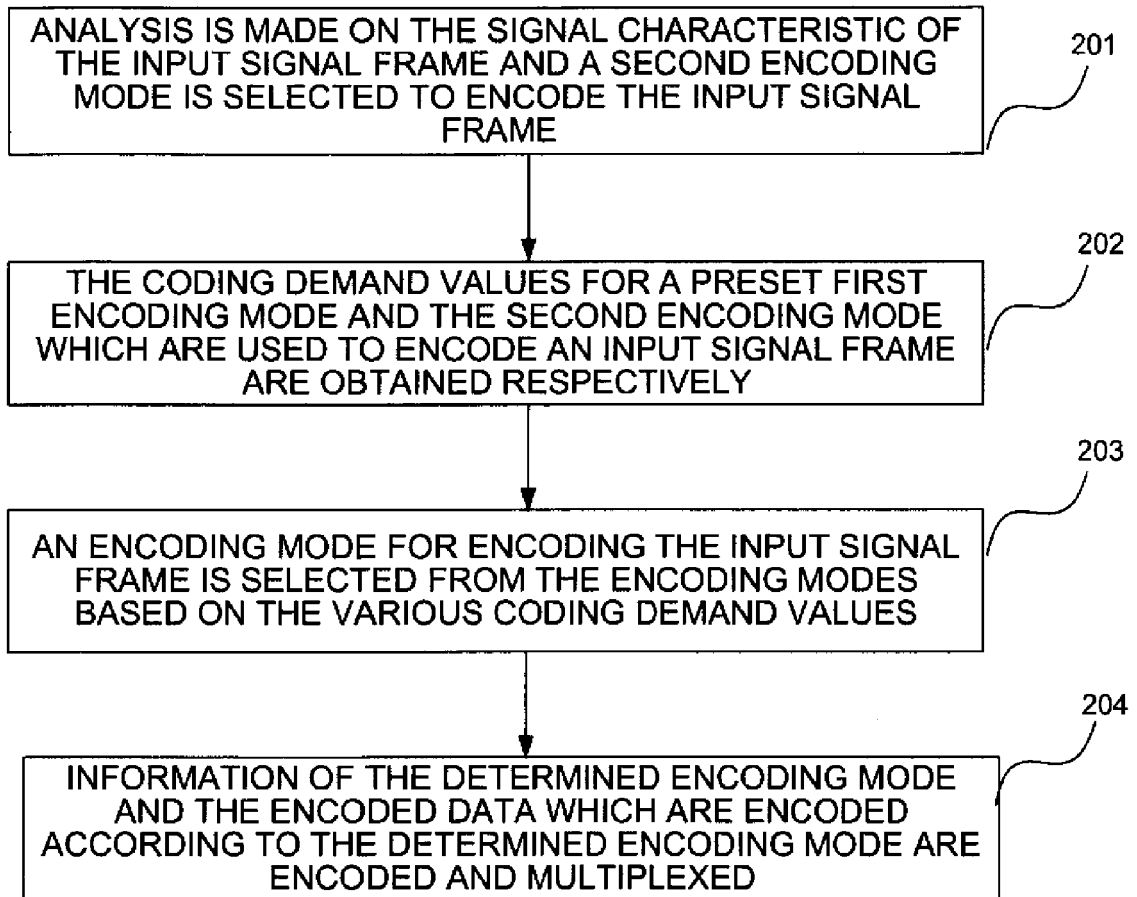 ANALYSIS IS MADE ON THE SIGNAL CHARACTERISTIC OF
THE INPUT SIGNAL FRAME AND A SECOND ENCODING
MODE IS SELECTED TO ENCODE THE INPUT SIGNAL
FRAME
201
THE CODING DEMAND VALUES FOR A PRESET FIRST
ENCODING MODE AND THE SECOND ENCODING MODE
WHICH ARE USED TO ENCODE AN INPUT SIGNAL FRAME
ARE OBTAINED RESPECTIVELY
202
AN ENCODING MODE FOR ENCODING THE INPUT SIGNAL
FRAME IS SELECTED FROM THE ENCODING MODES
BASED ON THE VARIOUS CODING DEMAND VALUES
203
INFORMATION OF THE DETERMINED ENCODING MODE
AND THE ENCODED DATA WHICH ARE ENCODED
ACCORDING TO THE DETERMINED ENCODING MODE ARE
ENCODED AND MULTIPLEXED
204